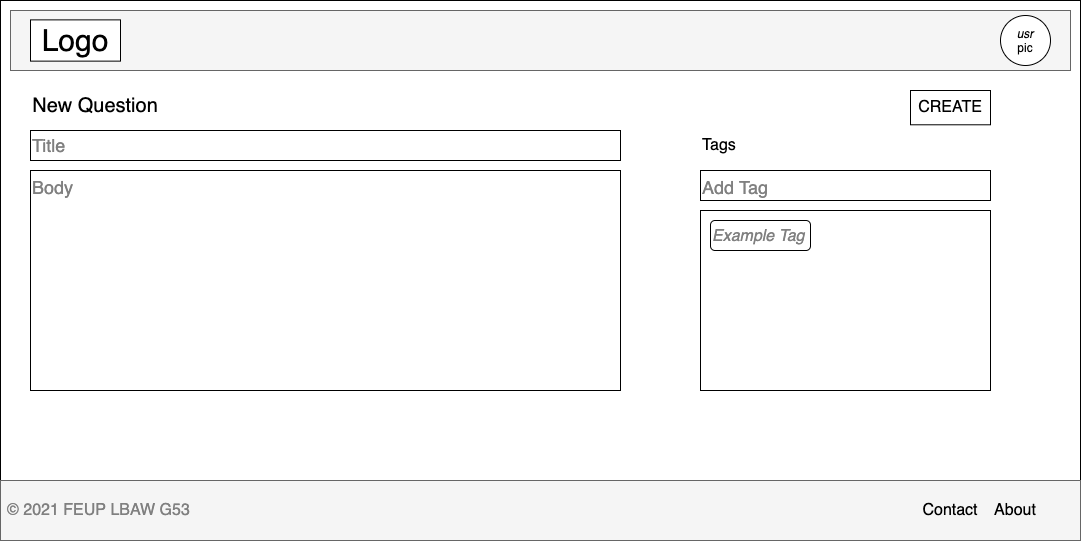 Logo
usr
pic
New Question
CREATE
Title
Tags
Body
Add Tag
Example Tag
© 2021 FEUP LBAW G53
Contact About